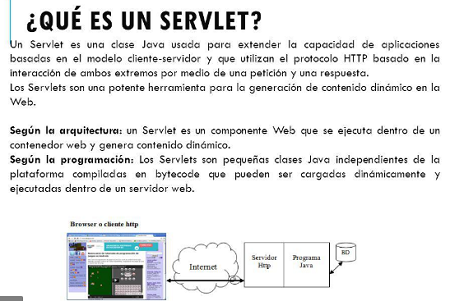 ¿QUÉ ES UN SERVLET?
Un Servlet es una clase Java usada para extender la capacidad de aplicaciones
basadas en el modelo cliente-servidor y que utilizan el protocolo HTTP basado en la
interacción de ambos extremos por medio de una petición y una respuesta.
Los Servlets son una potente herramienta para la generación de contenido dinámico en la
Web.
Según la arquitectura: un Servlet es un componente Web que se ejecuta dentro de un
contenedor web y genera contenido dinámico.
Según la programación: Los Servlets son pequeñas clases Java independientes de la
plataforma compiladas en bytecode que pueden ser cargadas dinámicamente y
ejecutadas dentro de un servidor web.
Browser o cliente http
Internet
Servidor
Http
Programa
Java
BD